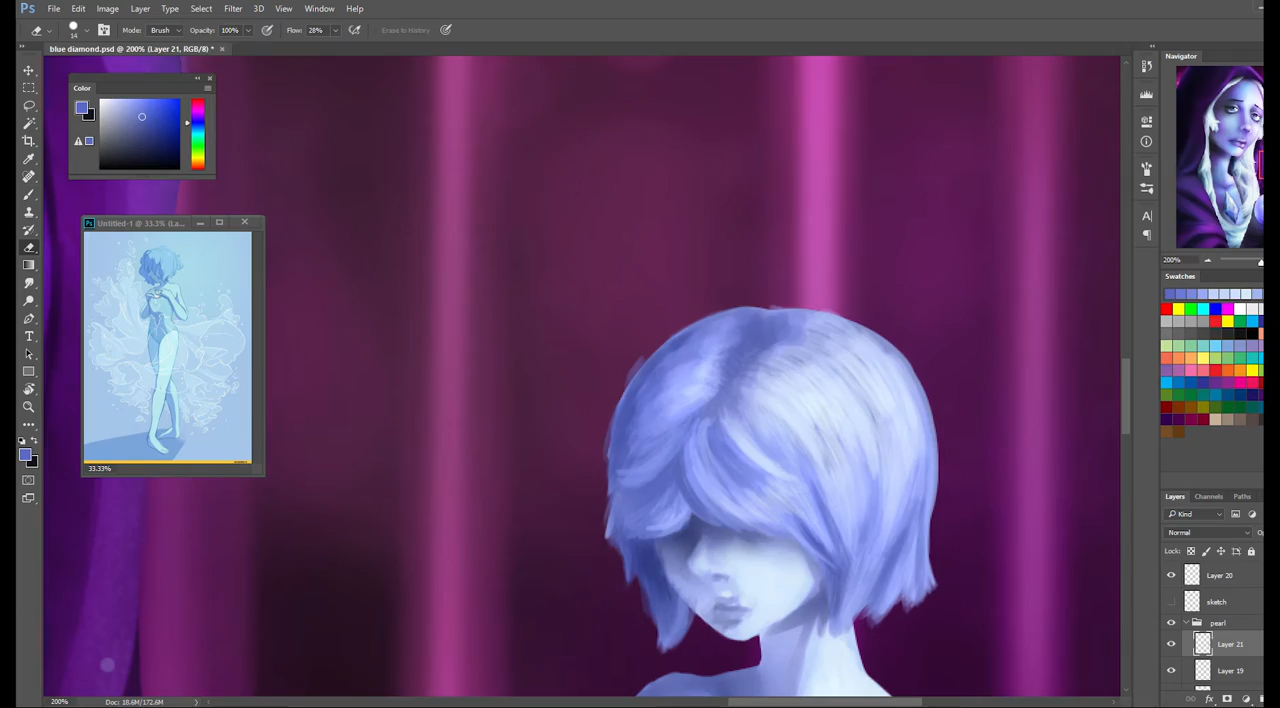 Ps File Edit Image Layer Type Select Filter 3D View Window Help
14 Mode: Brush Opacity: 100% Flow: 28% Erase to History
blue diamond.psd @ 200% (Layer 21, RGB/8) * ×
Color
Untitled-1 @ 33.3% (La...
33.33%
Navigator
200%
Swatches
Layers Channels Paths
Kind
Normal
Lock:
Layer 20
sketch
pearl
Layer 21
Layer 19
200% Doc: 18.6M/172.6M